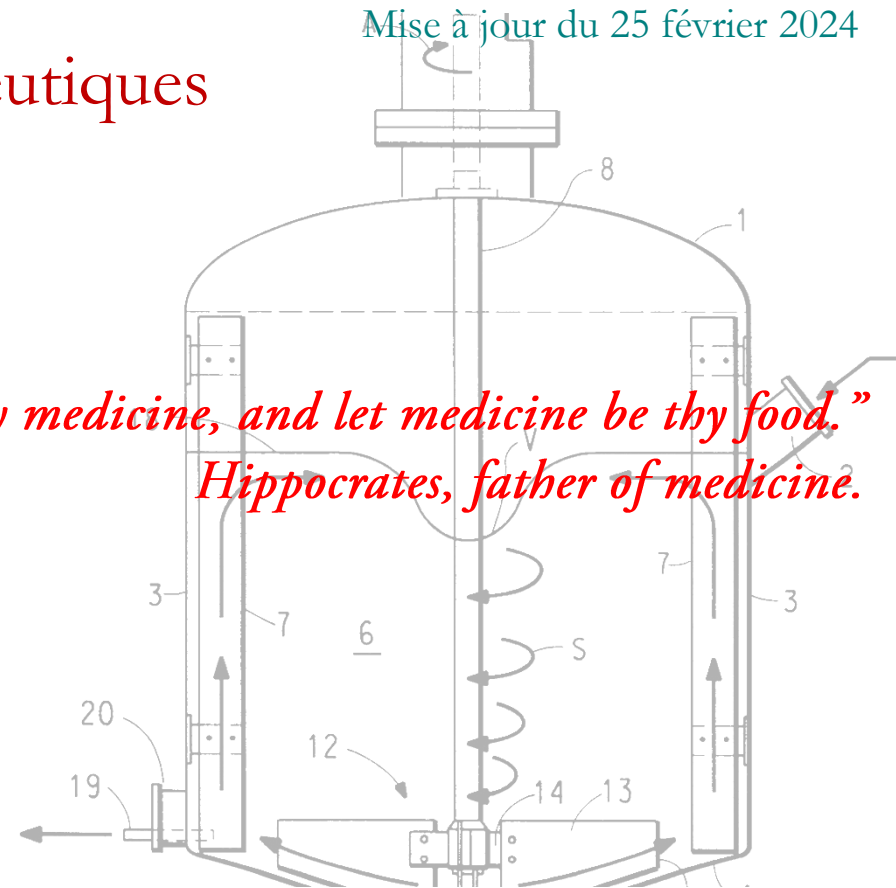 Mise à jour du 25 février 2024
eutiques
8
1
y medicine, and let medicine be thy food.”
V
2
Hippocrates, father of medicine.
7
3
3
7
6
S
20
12
19
14
13